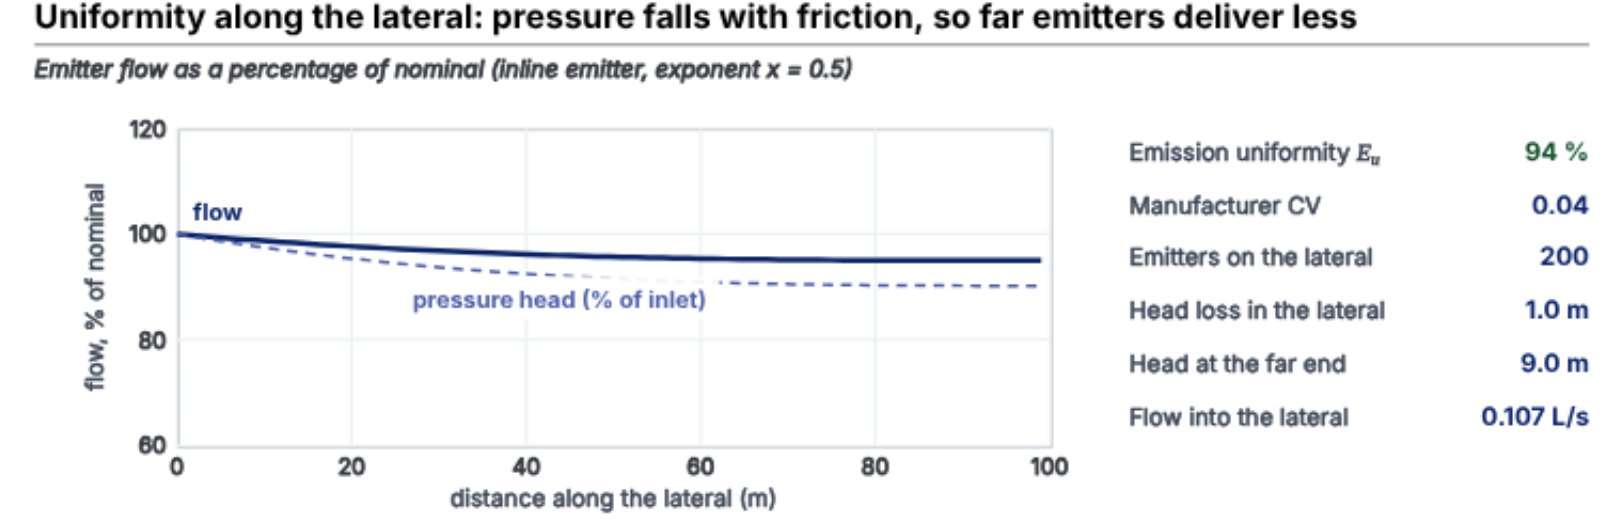 Uniformity along the lateral: pressure falls with friction, so far emitters deliver less
Emitter flow as a percentage of nominal (inline emitter, exponent x = 0.5)
120
100
80
60
flow, % of nominal
flow
pressure head (% of inlet)
0 20 40 60 80 100
distance along the lateral (m)
Emission uniformity Eu 94 %
Manufacturer CV 0.04
Emitters on the lateral 200
Head loss in the lateral 1.0 m
Head at the far end 9.0 m
Flow into the lateral 0.107 L/s